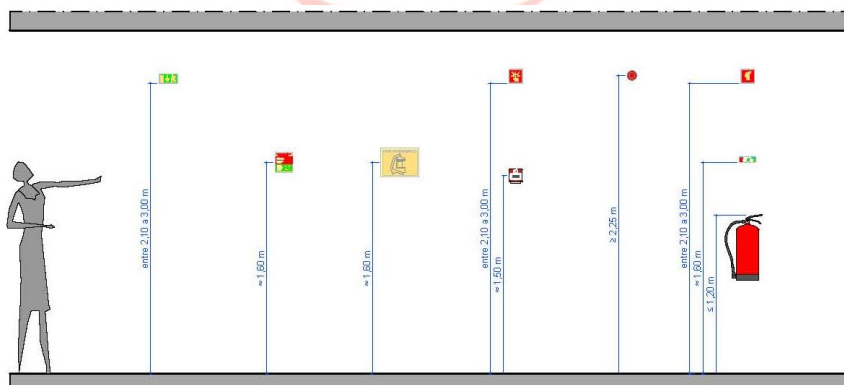 entre 2,10 a 3,00 m
≈ 1,60 m
≈ 1,60 m
entre 2,10 a 3,00 m
≈ 1,50 m
≥ 2,25 m
entre 2,10 a 3,00 m
≈ 1,60 m
≤ 1,20 m